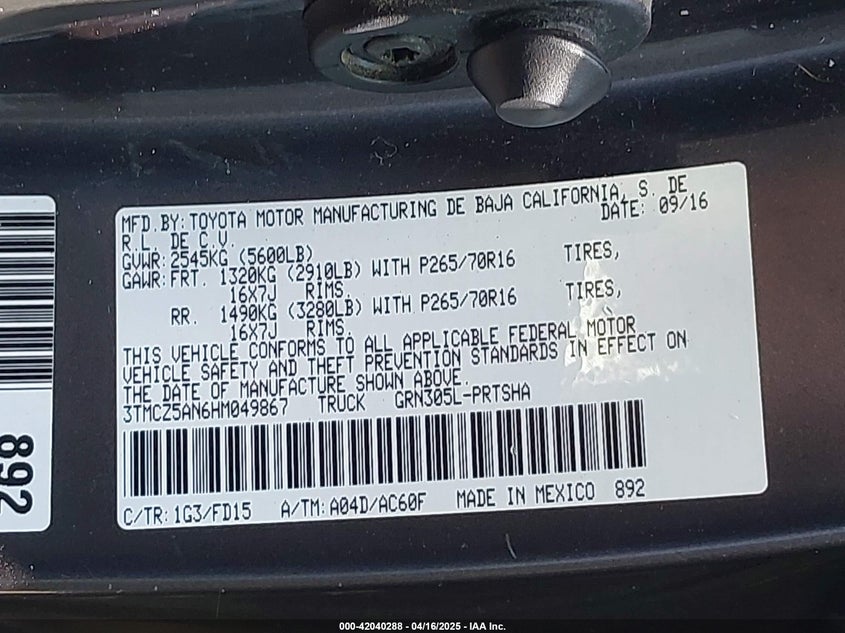 MFD. BY: TOYOTA MOTOR MANUFACTURING DE BAJA CALIFORNIA, S. DE
R.L. DE C.V.
DATE: 09/16
GVWR: 2545KG (5600LB)
GAWR: FRT. 1320KG (2910LB) WITH P265/70R16 TIRES,
16X7J RIMS.
RR. 1490KG (3280LB) WITH P265/70R16 TIRES,
16X7J RIMS.
THIS VEHICLE CONFORMS TO ALL APPLICABLE FEDERAL MOTOR
VEHICLE SAFETY AND THEFT PREVENTION STANDARDS IN EFFECT ON
THE DATE OF MANUFACTURE SHOWN ABOVE.
3TMCZ5AN6HM049867 TRUCK GRN305L-PRTSHA
C/TR: 1G3/FD15 A/TM: A04D/AC60F MADE IN MEXICO 892
892
000-42040288 - 04/16/2025 - IAA Inc.